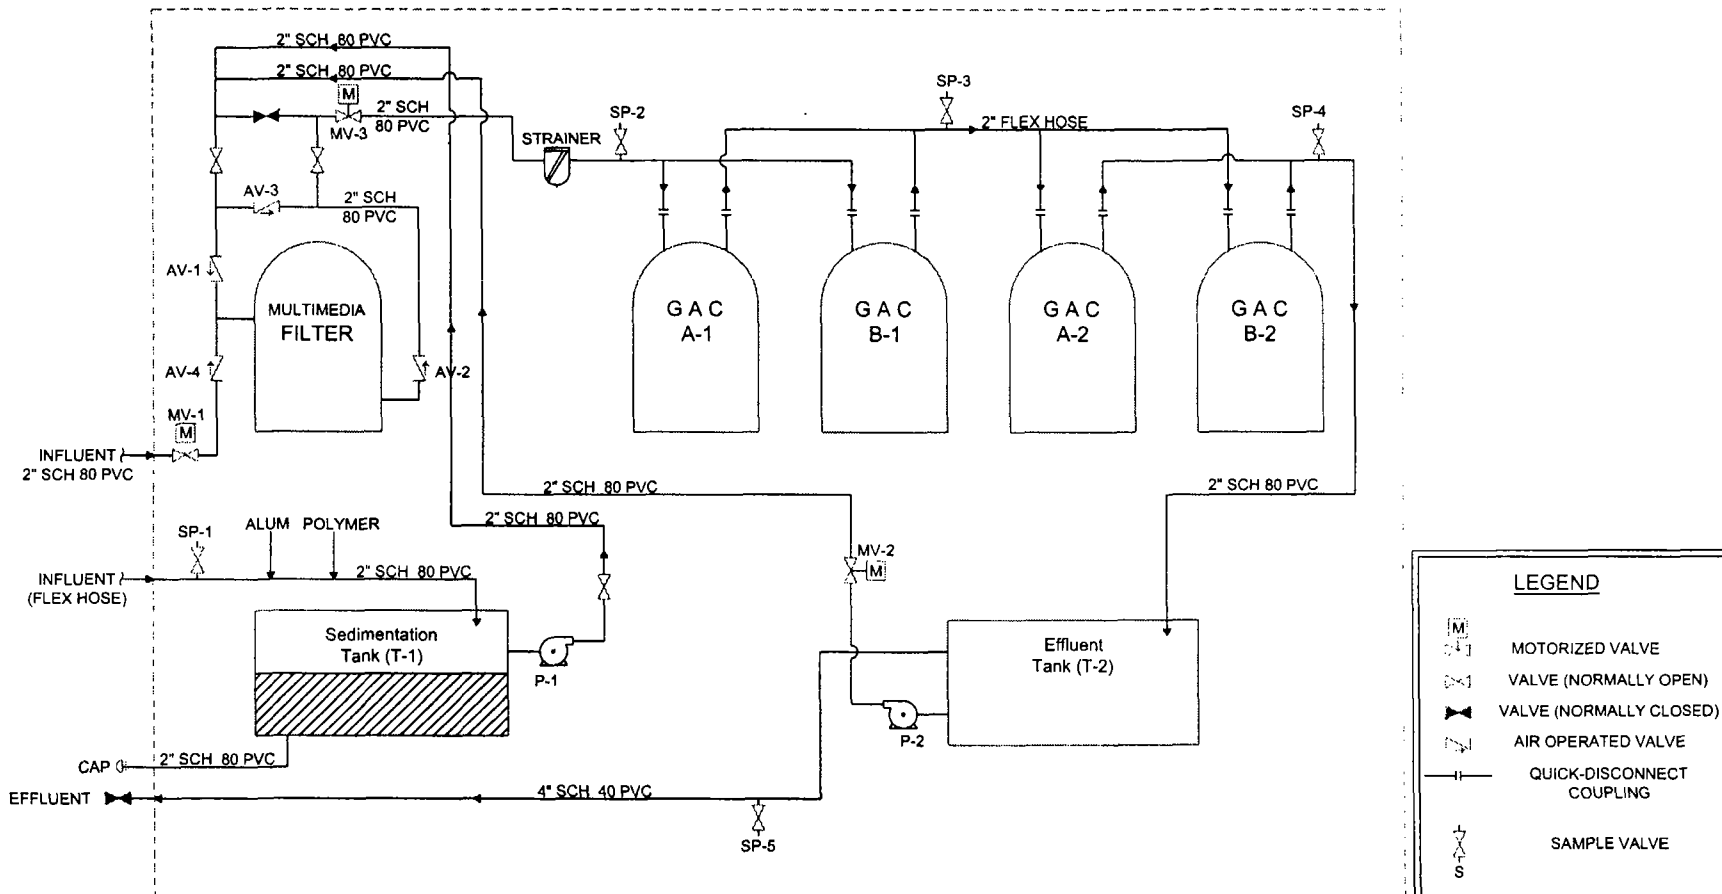 2" SCH 80 PVC
2" SCH 80 PVC
M
MV-3
2" SCH
80 PVC
STRAINER
SP-2
SP-3
2" FLEX HOSE
SP-4
AV-3
2" SCH
80 PVC
AV-1
MULTIMEDIA
FILTER
AV-4
AV-2
G A C
A-1
G A C
B-1
G A C
A-2
G A C
B-2
MV-1
M
INFLUENT
2" SCH 80 PVC
2" SCH 80 PVC
2" SCH 80 PVC
2" SCH 80 PVC
SP-1
ALUM
POLYMER
INFLUENT
(FLEX HOSE)
2" SCH 80 PVC
MV-2
M
Sedimentation
Tank (T-1)
P-1
Effluent
Tank (T-2)
P-2
CAP
2" SCH 80 PVC
EFFLUENT
4" SCH 40 PVC
SP-5
LEGEND
M
MOTORIZED VALVE
VALVE (NORMALLY OPEN)
VALVE (NORMALLY CLOSED)
AIR OPERATED VALVE
QUICK-DISCONNECT
COUPLING
SAMPLE VALVE
S